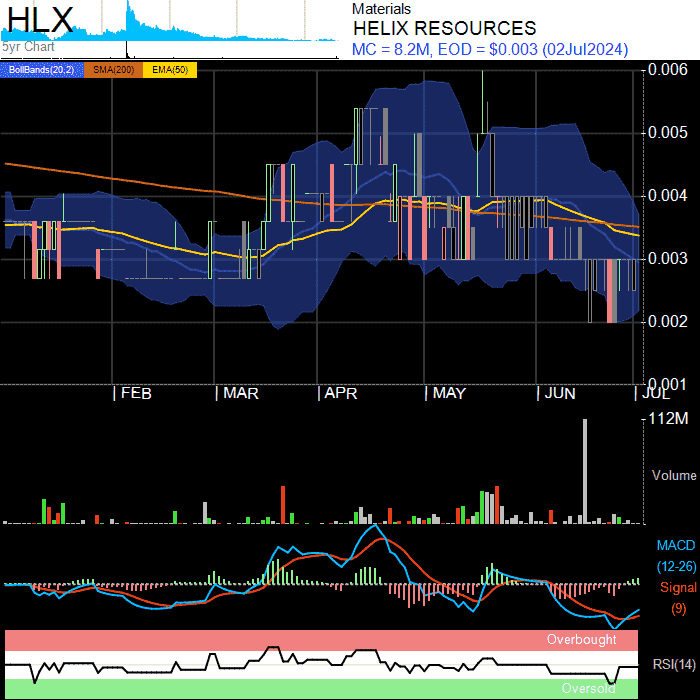 HLX
5yr Chart
Materials
HELIX RESOURCES
MC = 8.2M, EOD = $0.003 (02Jul2024)
BollBands(20,2) SMA(200) EMA(50)
0.006
0.005
0.004
0.003
0.002
0.001
FEB MAR APR MAY JUN JUL
112M
Volume
MACD
(12-26)
Signal
(9)
Overbought
RSI(14)
Oversold